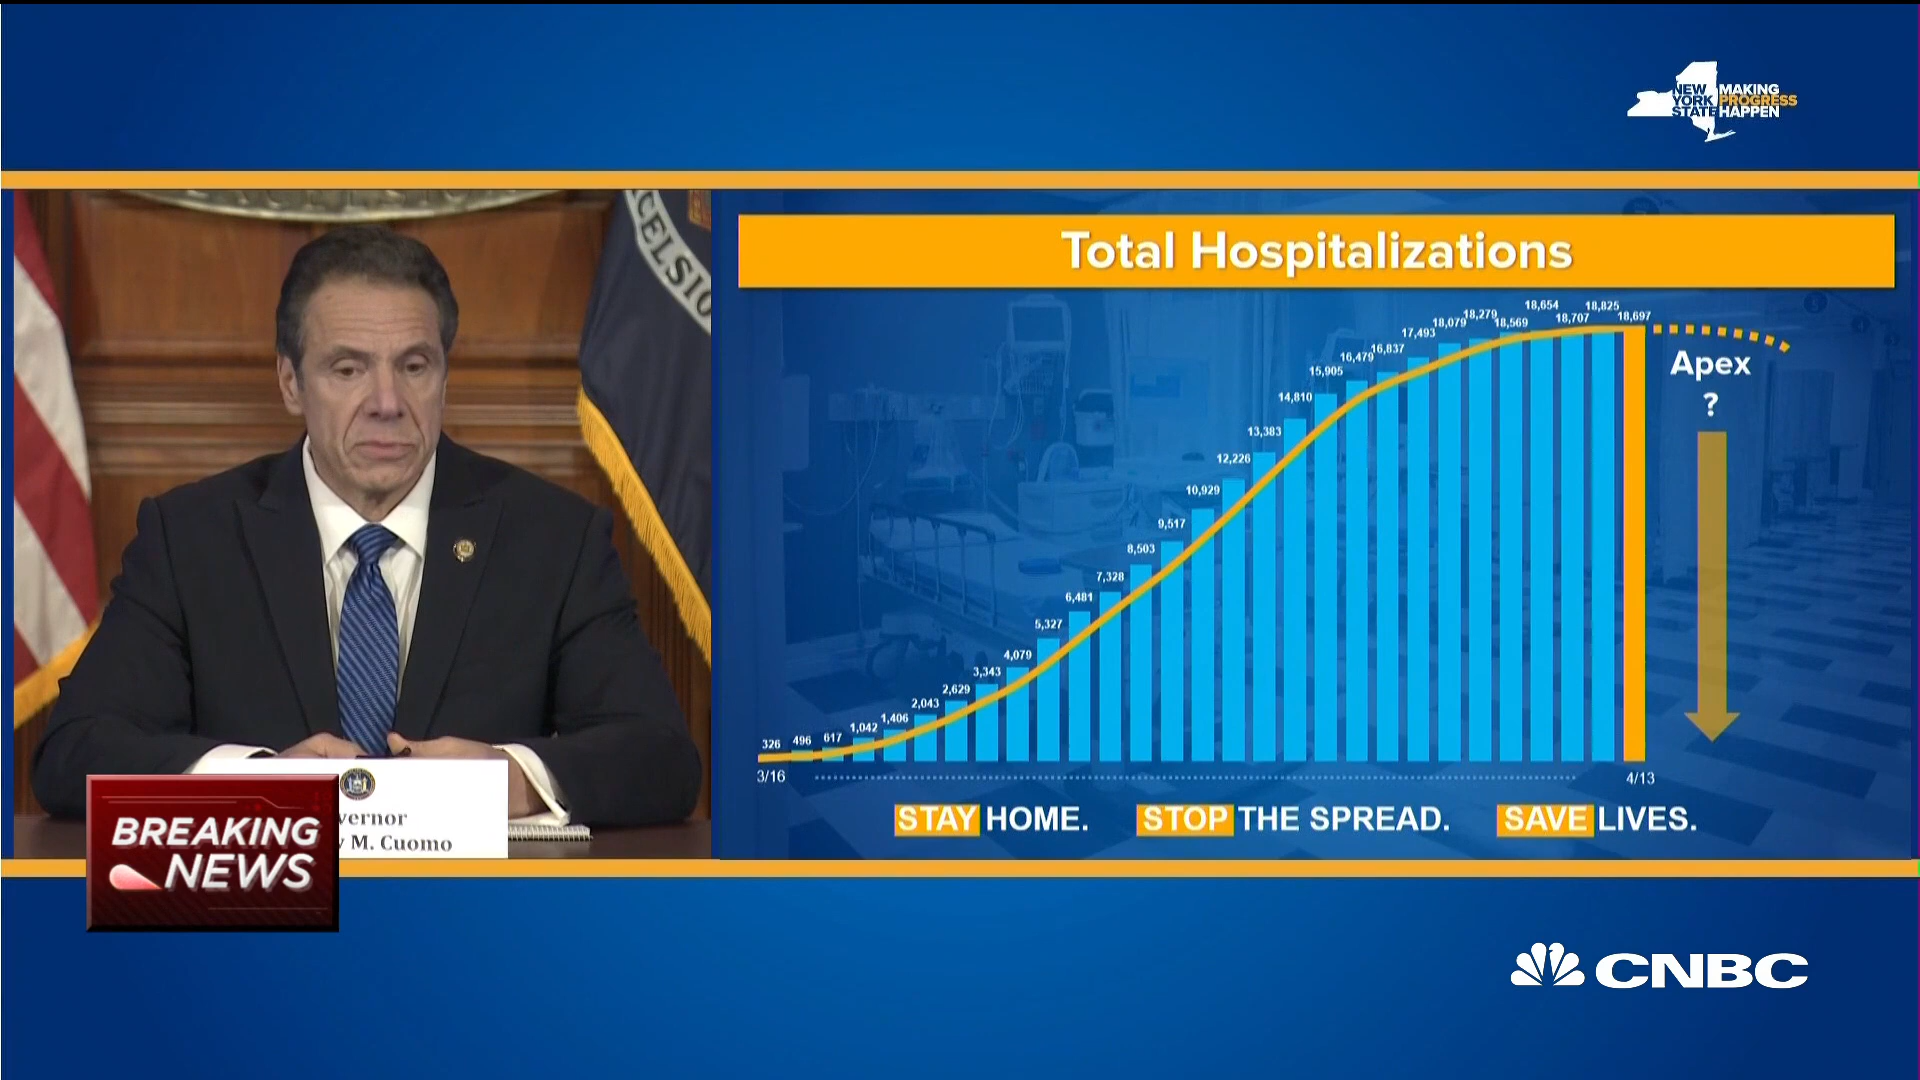 NEW
YORK
STATE
MAKING
PROGRESS
HAPPEN
CELSIO
Total Hospitalizations
326
496
617
1,042
1,406
2,043
2,629
3,343
4,079
5,327
6,481
7,328
8,503
9,517
10,929
12,226
13,383
14,810
15,905
16,479
16,837
17,493
18,079
18,279
18,569
18,654
18,707
18,825
18,697
Apex
?
3/16
4/13
STAY HOME. STOP THE SPREAD. SAVE LIVES.
vernor
M. Cuomo
BREAKING
NEWS
CNBC